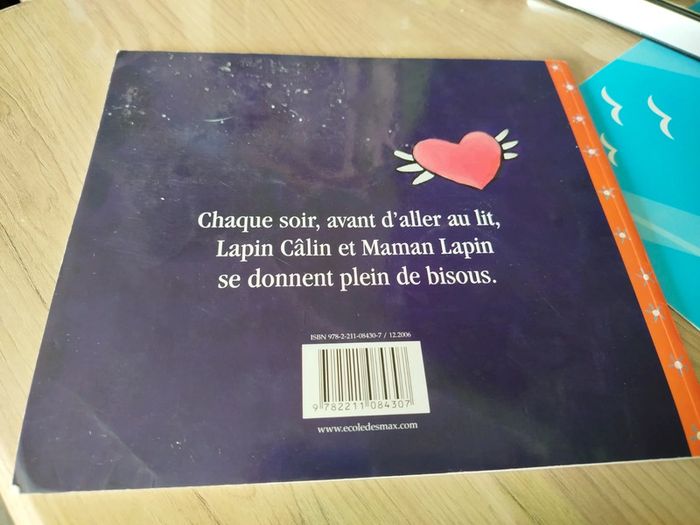 Chaque soir, avant d'aller au lit,
Lapin Câlin et Maman Lapin
se donnent plein de bisous.
ISBN 978-2-211-08430-7 / 12.2006
9 782211 084307
www.ecoledesmax.com